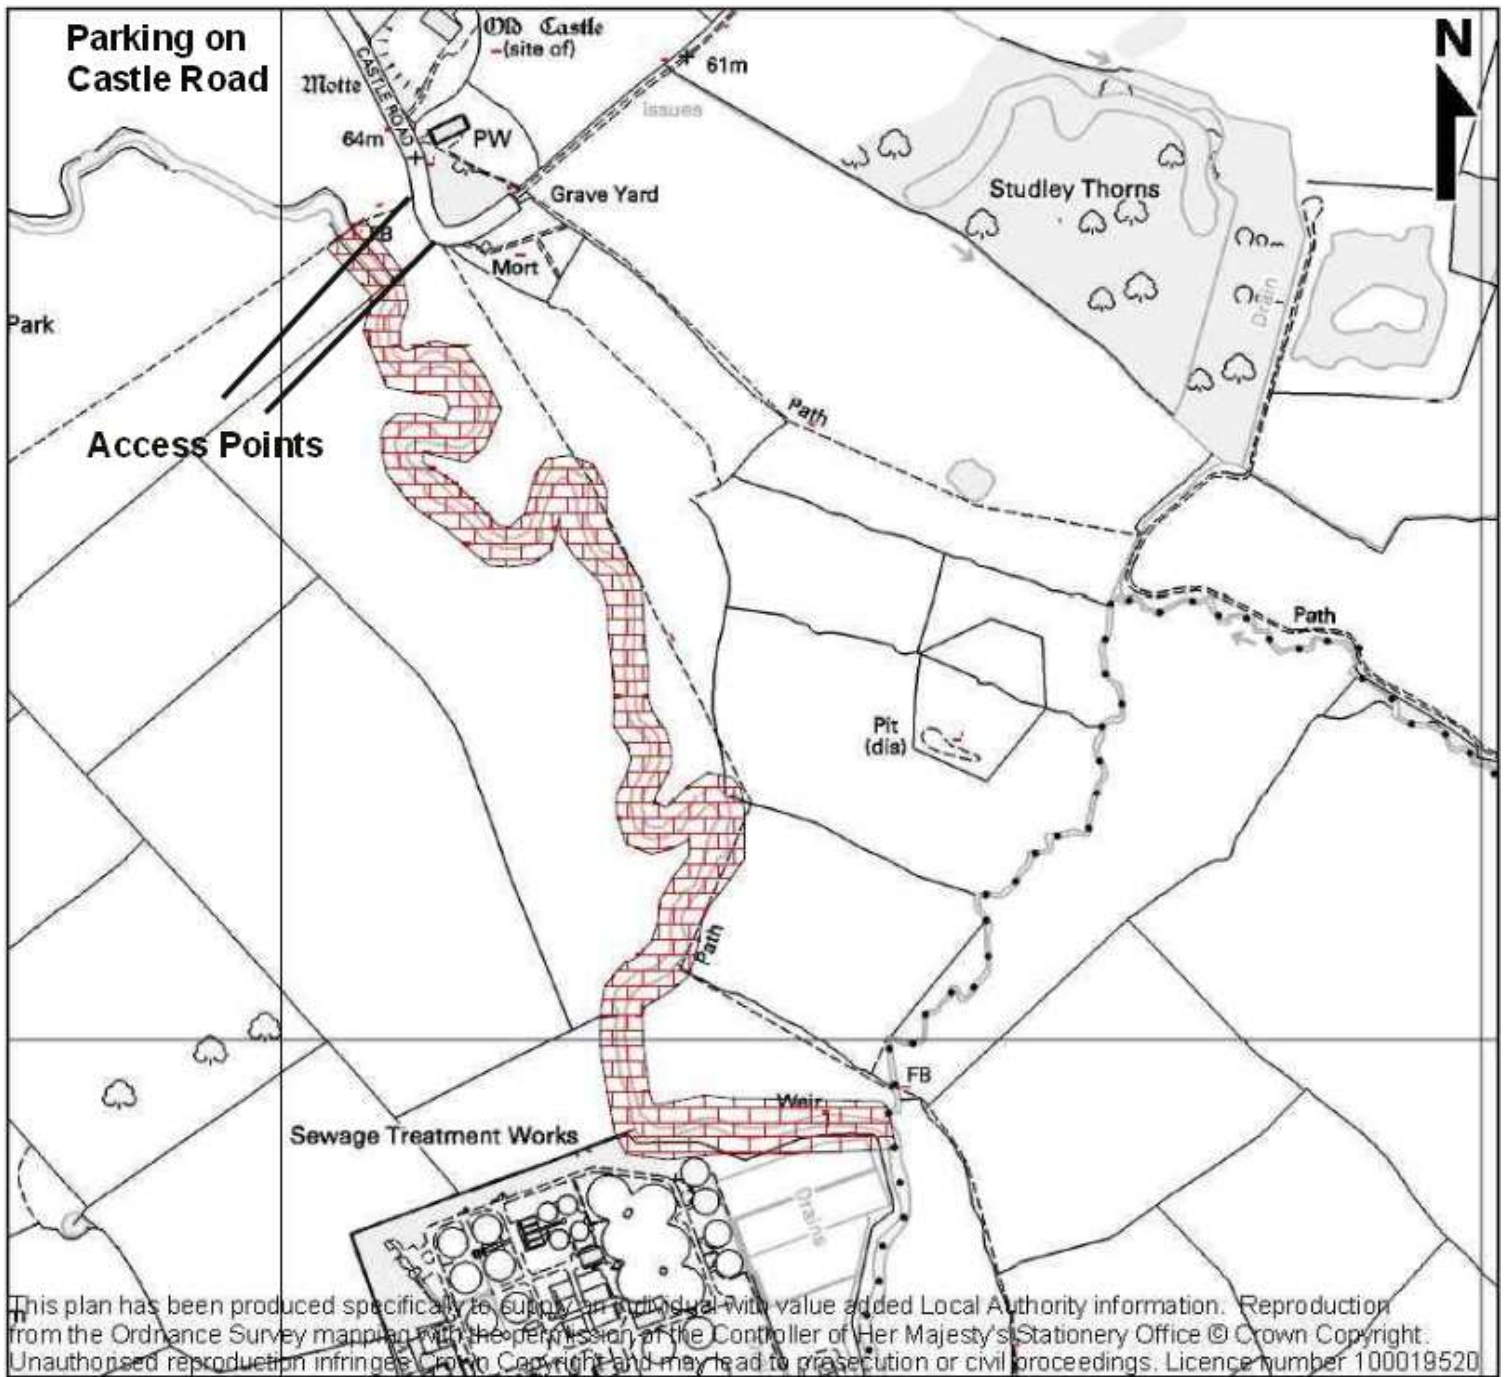 Parking on
Castle Road
Old Castle
(site of)
N
61m
Motte
CASTLE ROAD
Issues
64m
PW
Grave Yard
Studley Thorns
FB
Mort
Drain
Park
Path
Access Points
Path
Pit
(dis)
Path
FB
Weir
Sewage Treatment Works
Drains
This plan has been produced specifically to supply an individual with value added Local Authority information. Reproduction
from the Ordnance Survey mapping with the permission of the Controller of Her Majesty's Stationery Office © Crown Copyright.
Unauthorised reproduction infringes Crown Copyright and may lead to prosecution or civil proceedings. Licence number 100019520